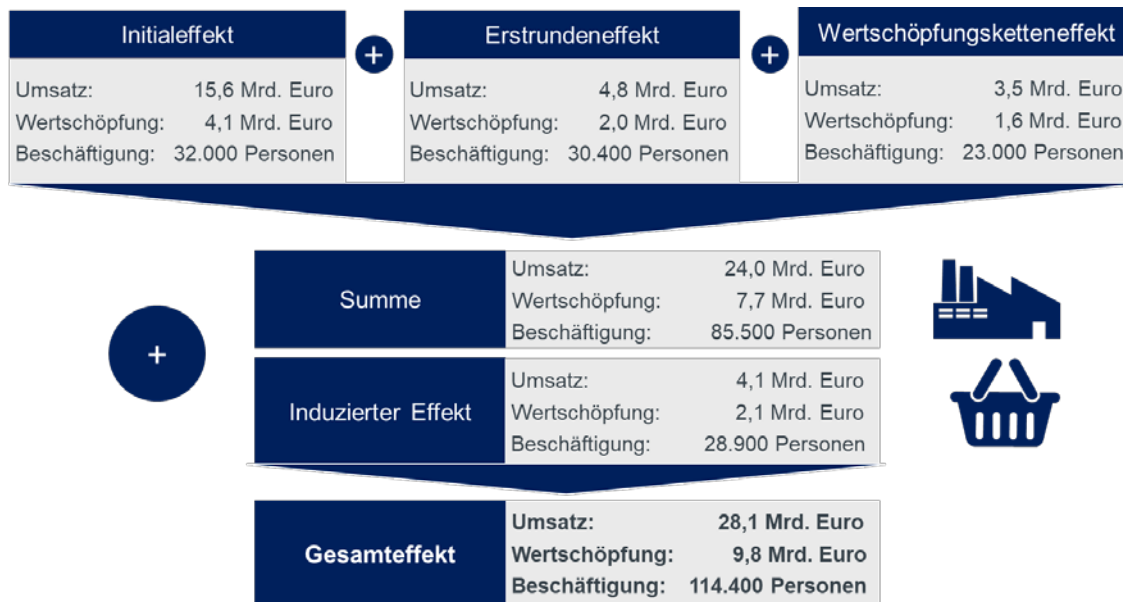 Initialeffekt
Umsatz: 15,6 Mrd. Euro
Wertschöpfung: 4,1 Mrd. Euro
Beschäftigung: 32.000 Personen
+
Erstrundeneffekt
Umsatz: 4,8 Mrd. Euro
Wertschöpfung: 2,0 Mrd. Euro
Beschäftigung: 30.400 Personen
+
Wertschöpfungsketteneffekt
Umsatz: 3,5 Mrd. Euro
Wertschöpfung: 1,6 Mrd. Euro
Beschäftigung: 23.000 Personen
+
Summe
Umsatz: 24,0 Mrd. Euro
Wertschöpfung: 7,7 Mrd. Euro
Beschäftigung: 85.500 Personen
Induzierter Effekt
Umsatz: 4,1 Mrd. Euro
Wertschöpfung: 2,1 Mrd. Euro
Beschäftigung: 28.900 Personen
Gesamteffekt
Umsatz: 28,1 Mrd. Euro
Wertschöpfung: 9,8 Mrd. Euro
Beschäftigung: 114.400 Personen